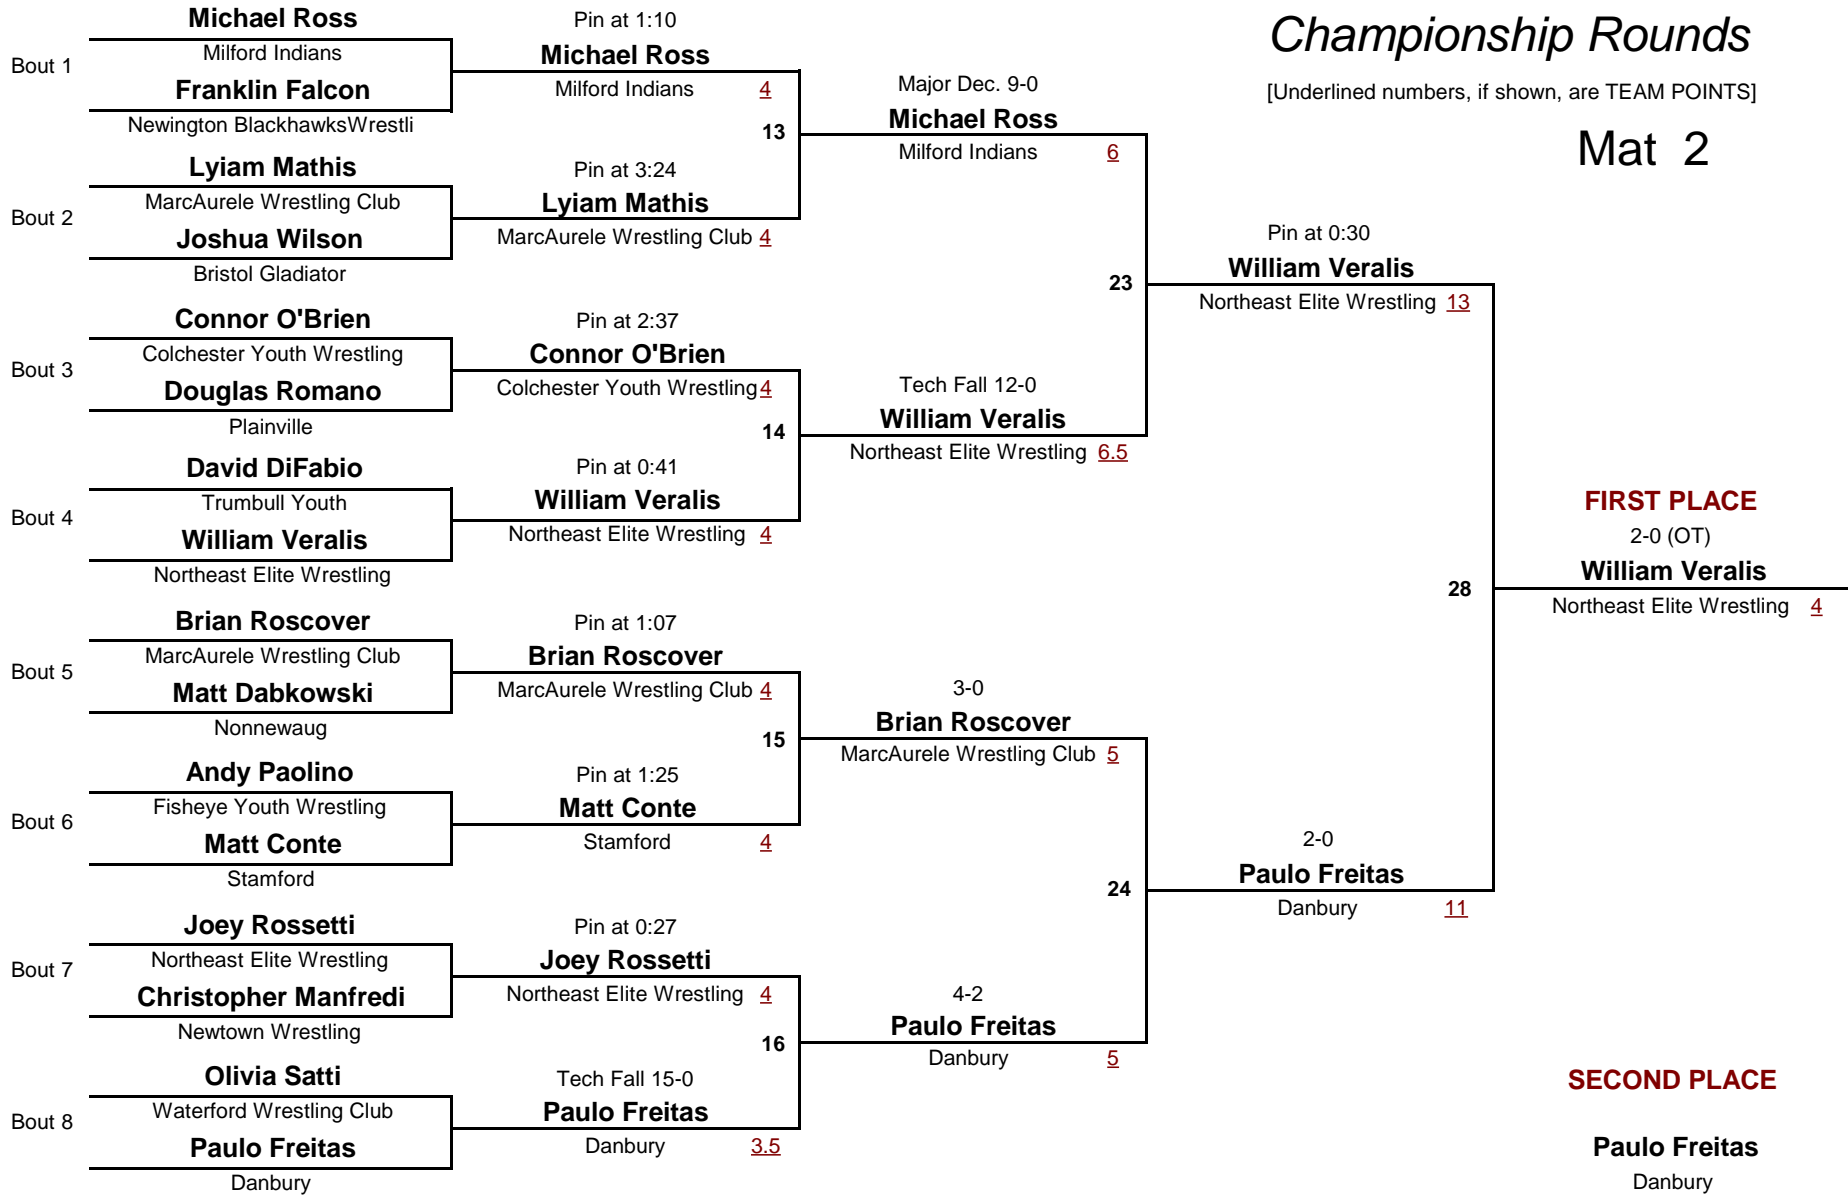 Championship Rounds
[Underlined numbers, if shown, are TEAM POINTS]
Mat 2
Bout 1
Michael Ross
Milford Indians
Franklin Falcon
Newington BlackhawksWrestli
Bout 2
Lyiam Mathis
MarcAurele Wrestling Club
Joshua Wilson
Bristol Gladiator
Bout 3
Connor O'Brien
Colchester Youth Wrestling
Douglas Romano
Plainville
Bout 4
David DiFabio
Trumbull Youth
William Veralis
Northeast Elite Wrestling
Bout 5
Brian Roscover
MarcAurele Wrestling Club
Matt Dabkowski
Nonnewaug
Bout 6
Andy Paolino
Fisheye Youth Wrestling
Matt Conte
Stamford
Bout 7
Joey Rossetti
Northeast Elite Wrestling
Christopher Manfredi
Newtown Wrestling
Bout 8
Olivia Satti
Waterford Wrestling Club
Paulo Freitas
Danbury
Pin at 1:10
Michael Ross
Milford Indians 4
13
Pin at 3:24
Lyiam Mathis
MarcAurele Wrestling Club 4
Pin at 2:37
Connor O'Brien
Colchester Youth Wrestling 4
14
Pin at 0:41
William Veralis
Northeast Elite Wrestling 4
Pin at 1:07
Brian Roscover
MarcAurele Wrestling Club 4
15
Pin at 1:25
Matt Conte
Stamford 4
Pin at 0:27
Joey Rossetti
Northeast Elite Wrestling 4
16
Tech Fall 15-0
Paulo Freitas
Danbury 3.5
Major Dec. 9-0
Michael Ross
Milford Indians 6
23
Tech Fall 12-0
William Veralis
Northeast Elite Wrestling 6.5
3-0
Brian Roscover
MarcAurele Wrestling Club 5
24
4-2
Paulo Freitas
Danbury 5
Pin at 0:30
William Veralis
Northeast Elite Wrestling 13
28
2-0
Paulo Freitas
Danbury 11
FIRST PLACE
2-0 (OT)
William Veralis
Northeast Elite Wrestling 4
SECOND PLACE
Paulo Freitas
Danbury